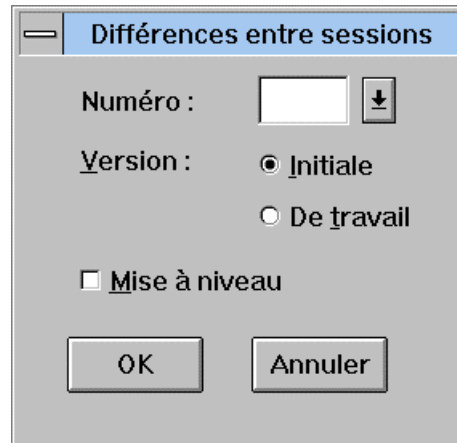 Différences entre sessions
Numéro :
Version : Initiale
De travail
Mise à niveau
OK Annuler